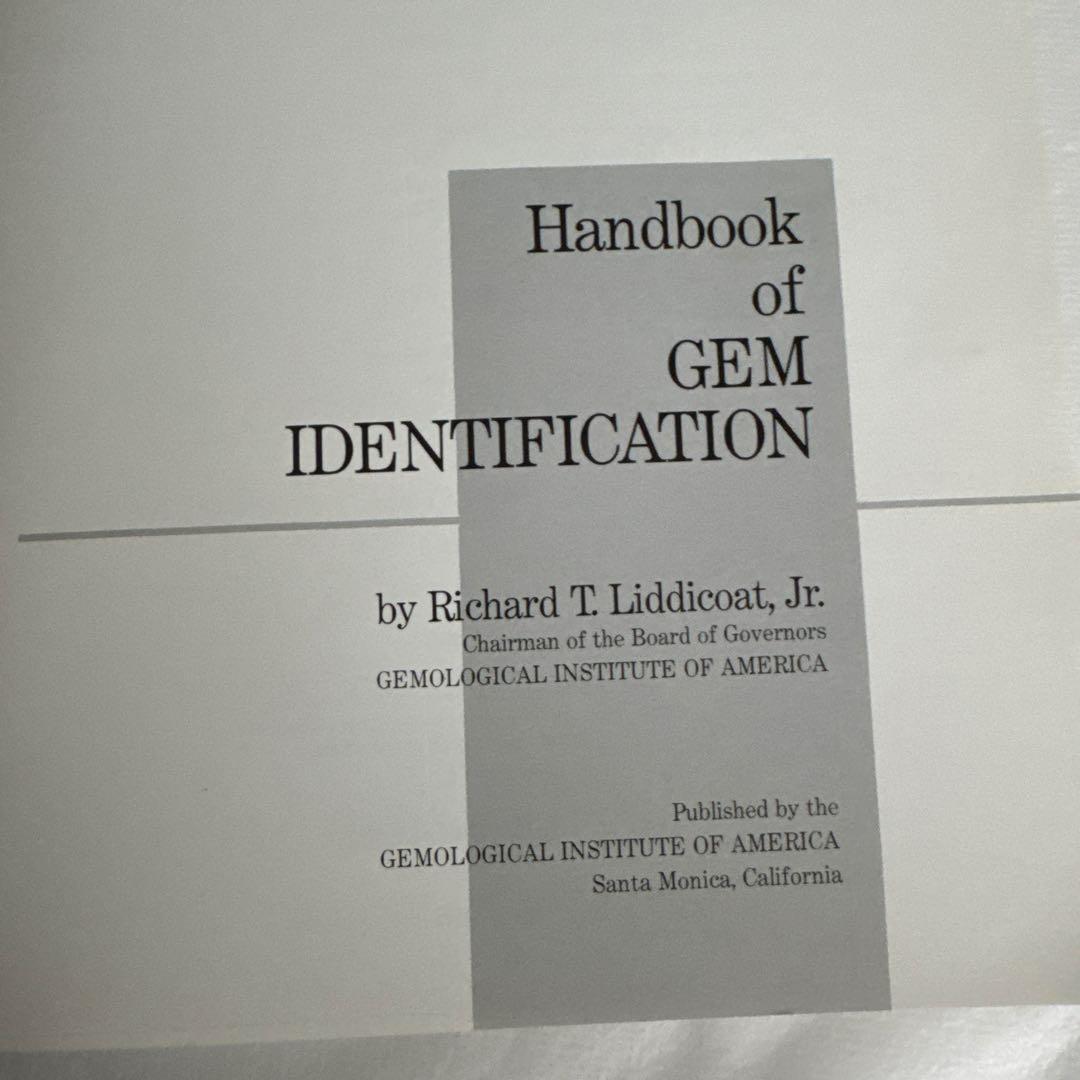 Handbook
of
GEM
IDENTIFICATION
by Richard T. Liddicoat, Jr.
Chairman of the Board of Governors
GEMOLOGICAL INSTITUTE OF AMERICA
Published by the
GEMOLOGICAL INSTITUTE OF AMERICA
Santa Monica, California